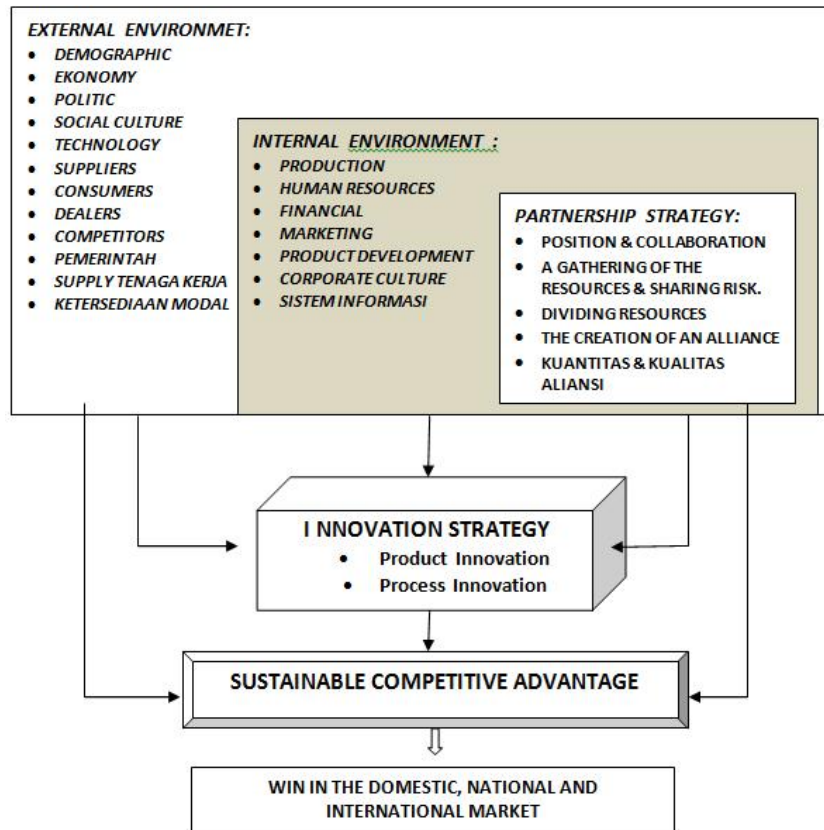 EXTERNAL ENVIRONMET:
• DEMOGRAPHIC
• EKONOMY
• POLITIC
• SOCIAL CULTURE
• TECHNOLOGY
• SUPPLIERS
• CONSUMERS
• DEALERS
• COMPETITORS
• PEMERINTAH
• SUPPLY TENAGA KERJA
• KETERSEDIAAN MODAL
INTERNAL ENVIRONMENT :
• PRODUCTION
• HUMAN RESOURCES
• FINANCIAL
• MARKETING
• PRODUCT DEVELOPMENT
• CORPORATE CULTURE
• SISTEM INFORMASI
PARTNERSHIP STRATEGY:
• POSITION & COLLABORATION
• A GATHERING OF THE
RESOURCES & SHARING RISK.
• DIVIDING RESOURCES
• THE CREATION OF AN ALLIANCE
• KUANTITAS & KUALITAS
ALIANSI
I NNOVATION STRATEGY
• Product Innovation
• Process Innovation
SUSTAINABLE COMPETITIVE ADVANTAGE
WIN IN THE DOMESTIC, NATIONAL AND
INTERNATIONAL MARKET